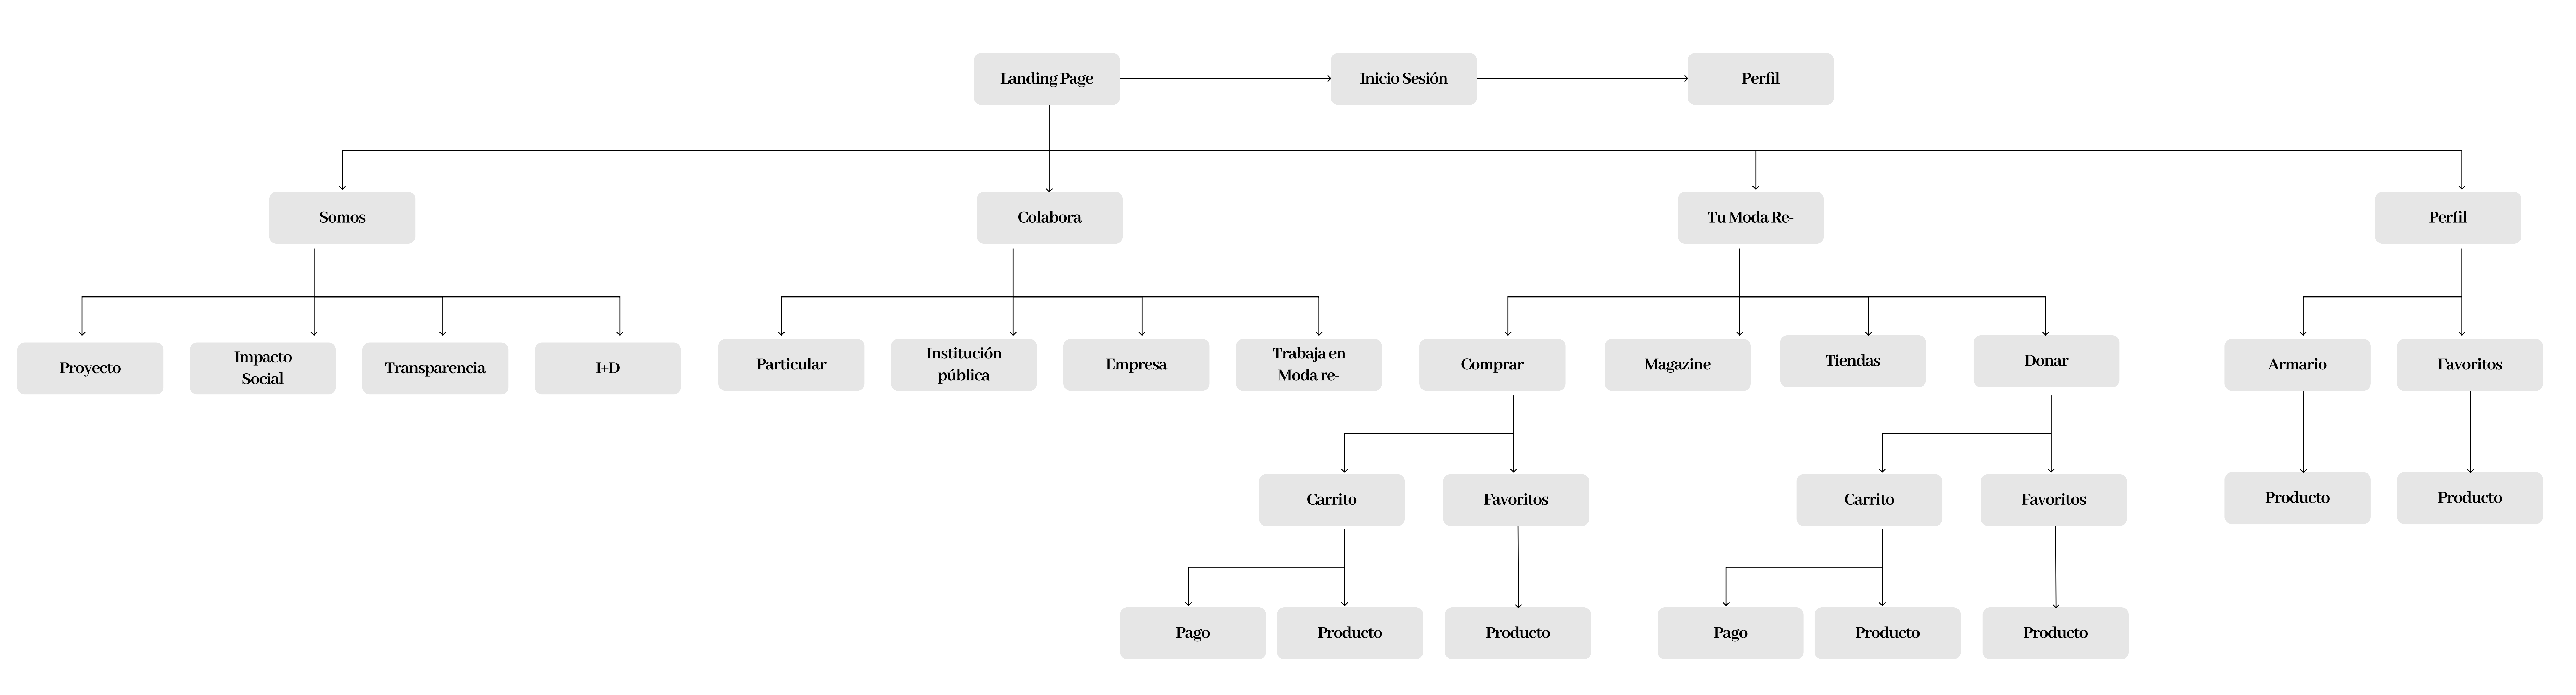 Landing Page
Inicio Sesión
Perfil
Somos
Colabora
Tu Moda Re-
Perfil
Proyecto
Impacto
Social
Transparencia
I+D
Particular
Institución
pública
Empresa
Trabaja en
Moda re-
Comprar
Magazine
Tiendas
Donar
Armario
Favoritos
Carrito
Favoritos
Carrito
Favoritos
Producto
Producto
Pago
Producto
Producto
Pago
Producto
Producto